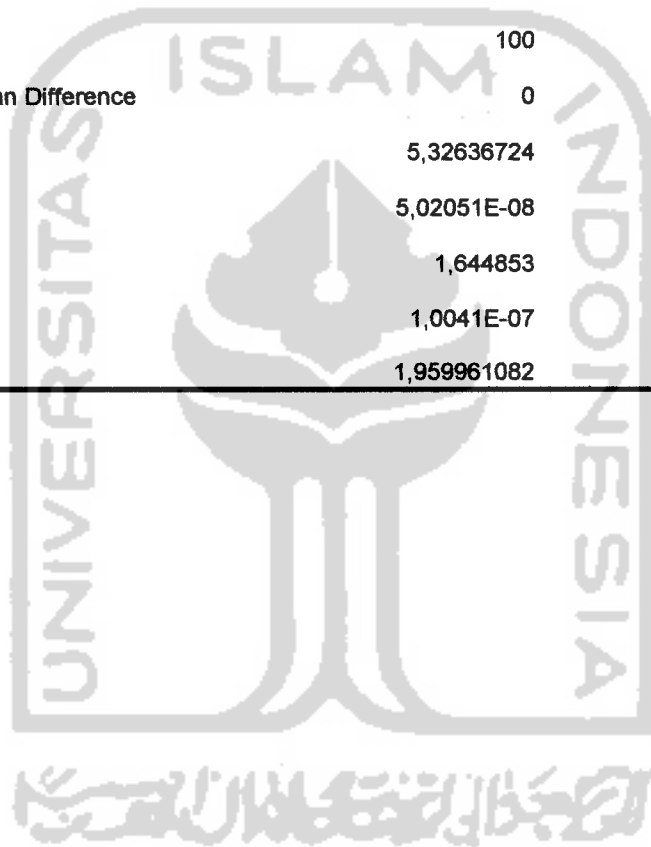 100
an Difference 0
5,32636724
5,02051E-08
1,644853
1,0041E-07
1,959961082
UNIVERSITAS ISLAM INDONESIA